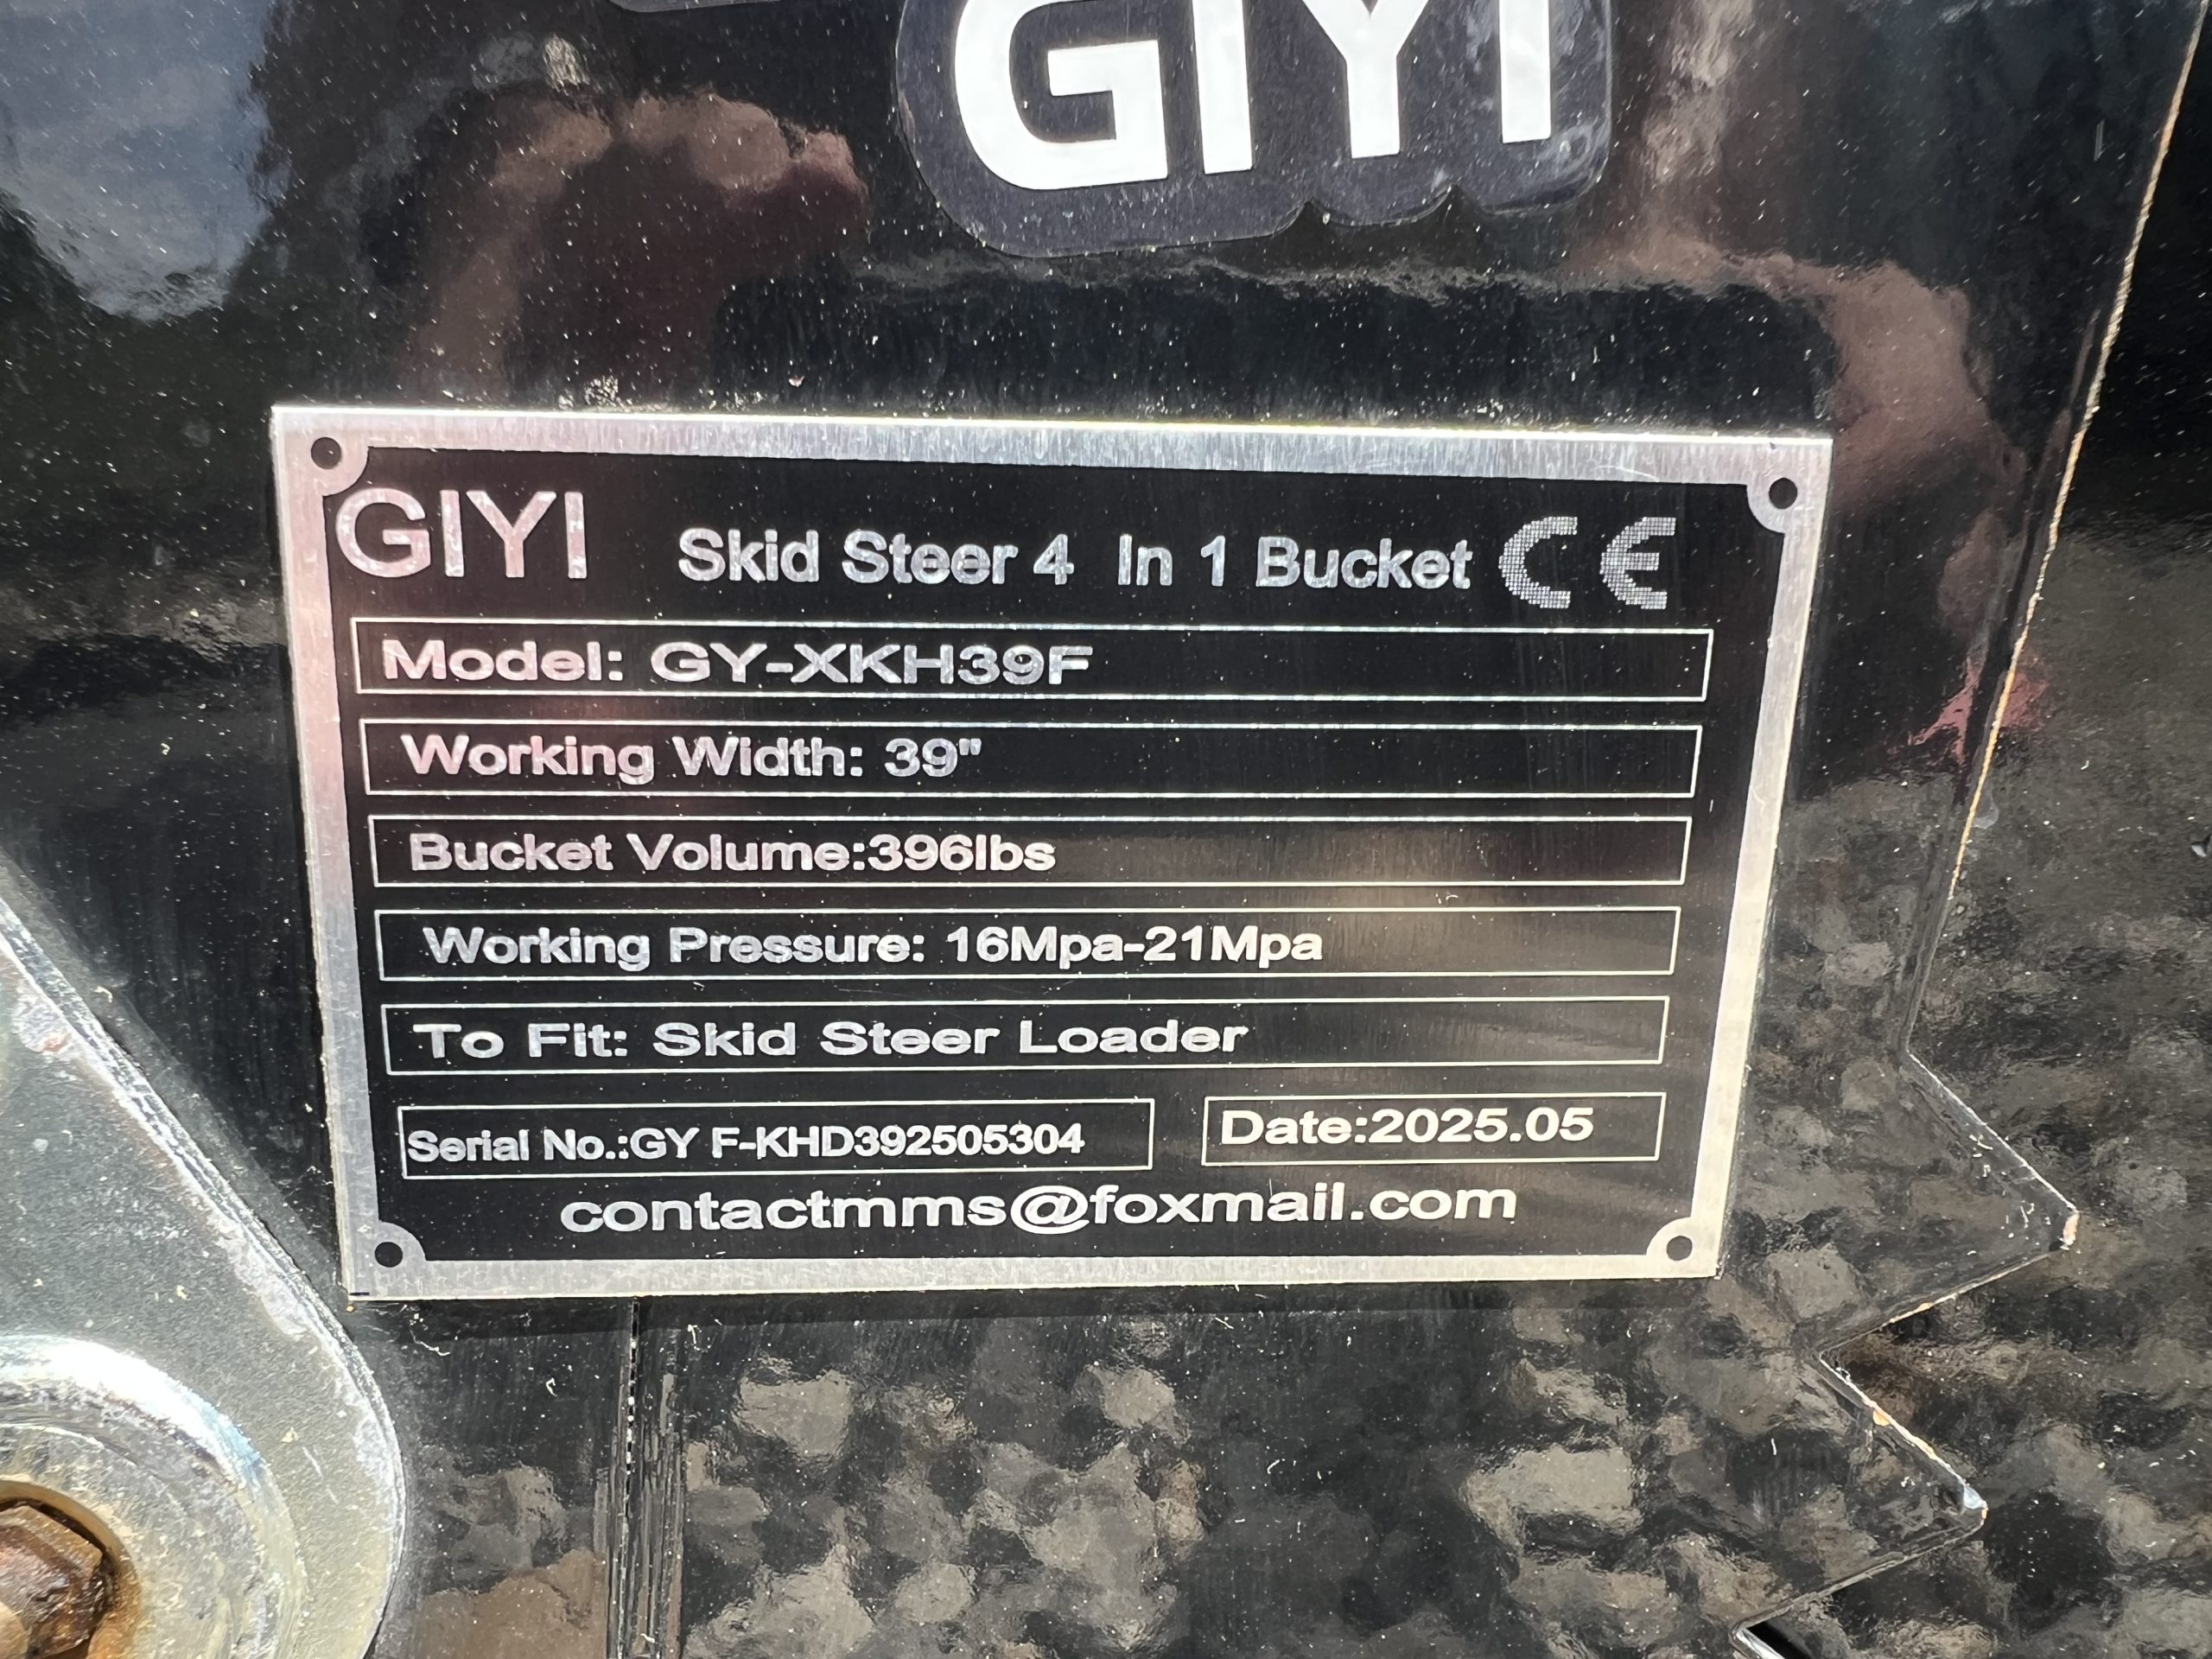 GIYI
GIYI Skid Steer 4 In 1 Bucket CE
Model: GY-XKH39F
Working Width: 39"
Bucket Volume:396lbs
Working Pressure: 16Mpa-21Mpa
To Fit: Skid Steer Loader
Serial No.:GY F-KHD392505304 Date:2025.05
contactmms@foxmail.com